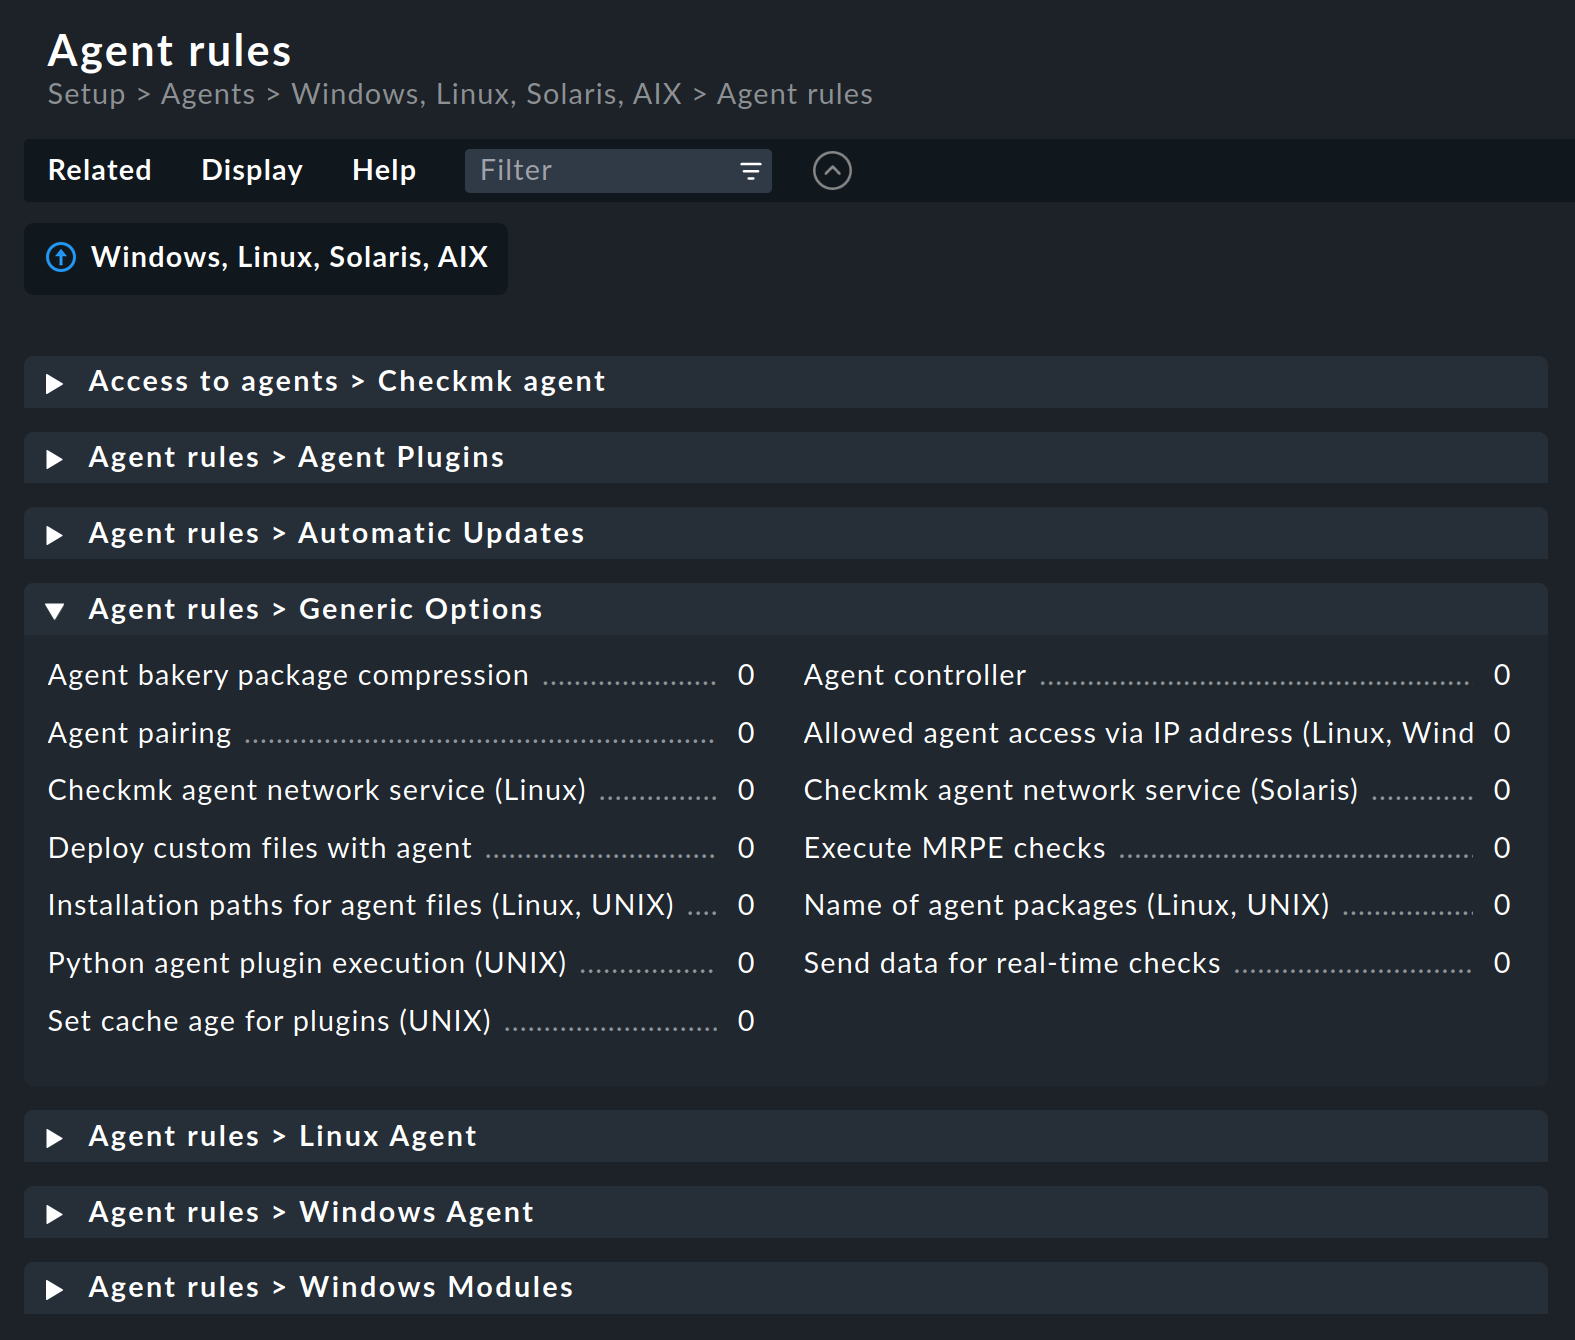 Agent rules
Setup > Agents > Windows, Linux, Solaris, AIX > Agent rules
Related Display Help Filter
Windows, Linux, Solaris, AIX
Access to agents > Checkmk agent
Agent rules > Agent Plugins
Agent rules > Automatic Updates
Agent rules > Generic Options
Agent bakery package compression ...................... 0 Agent controller ...................................................... 0
Agent pairing ........................................................... 0 Allowed agent access via IP address (Linux, Wind 0
Checkmk agent network service (Linux) ............... 0 Checkmk agent network service (Solaris) ............. 0
Deploy custom files with agent ............................. 0 Execute MRPE checks ............................................. 0
Installation paths for agent files (Linux, UNIX) .... 0 Name of agent packages (Linux, UNIX) ................. 0
Python agent plugin execution (UNIX) ................. 0 Send data for real-time checks .............................. 0
Set cache age for plugins (UNIX) ........................... 0
Agent rules > Linux Agent
Agent rules > Windows Agent
Agent rules > Windows Modules